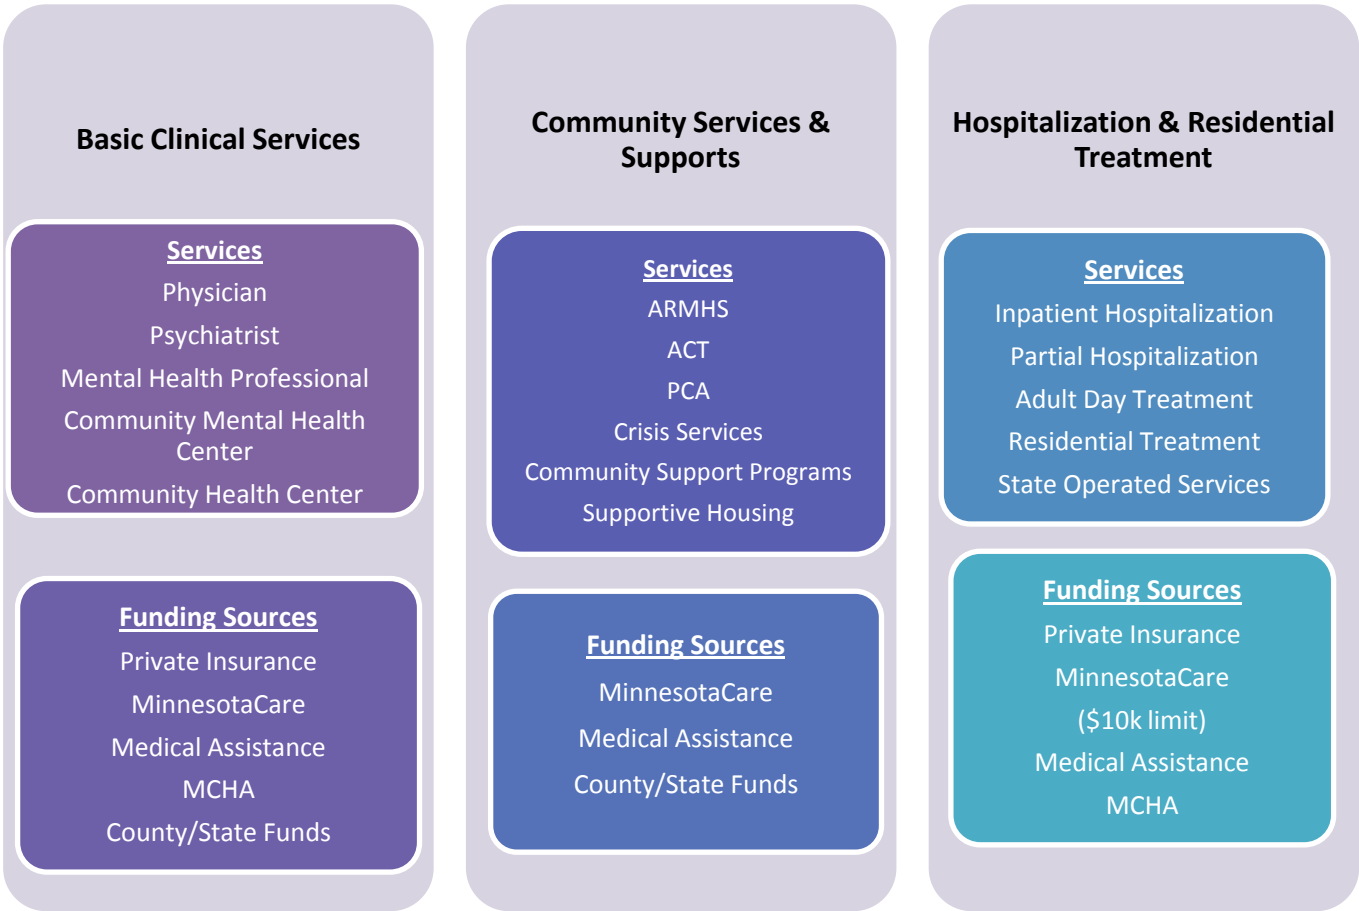 Basic Clinical Services
Services
Physician
Psychiatrist
Mental Health Professional
Community Mental Health
Center
Community Health Center
Funding Sources
Private Insurance
MinnesotaCare
Medical Assistance
MCHA
County/State Funds
Community Services &
Supports
Services
ARMHS
ACT
PCA
Crisis Services
Community Support Programs
Supportive Housing
Funding Sources
MinnesotaCare
Medical Assistance
County/State Funds
Hospitalization & Residential
Treatment
Services
Inpatient Hospitalization
Partial Hospitalization
Adult Day Treatment
Residential Treatment
State Operated Services
Funding Sources
Private Insurance
MinnesotaCare
($10k limit)
Medical Assistance
MCHA